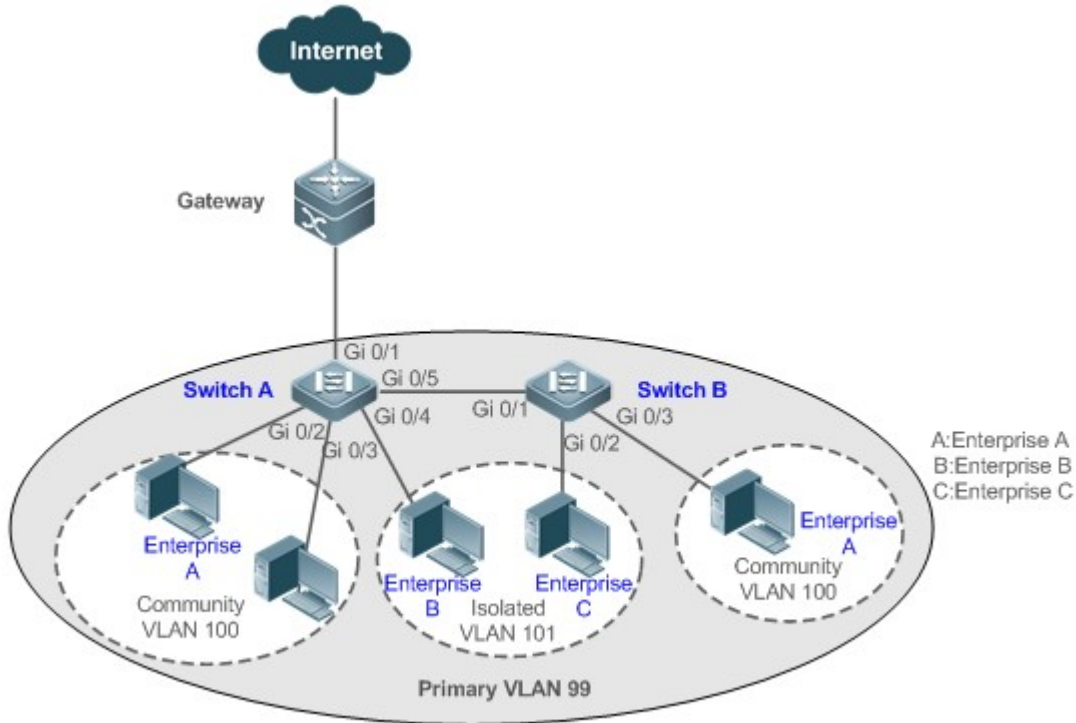 Internet
Gateway
Gi 0/1
Switch A
Gi 0/5
Switch B
Gi 0/4
Gi 0/1
Gi 0/3
Gi 0/2
Gi 0/3
Gi 0/2
A:Enterprise A
B:Enterprise B
C:Enterprise C
Enterprise
A
Community
VLAN 100
Enterprise
B
Enterprise
C
Isolated
VLAN 101
Enterprise
A
Community
VLAN 100
Primary VLAN 99